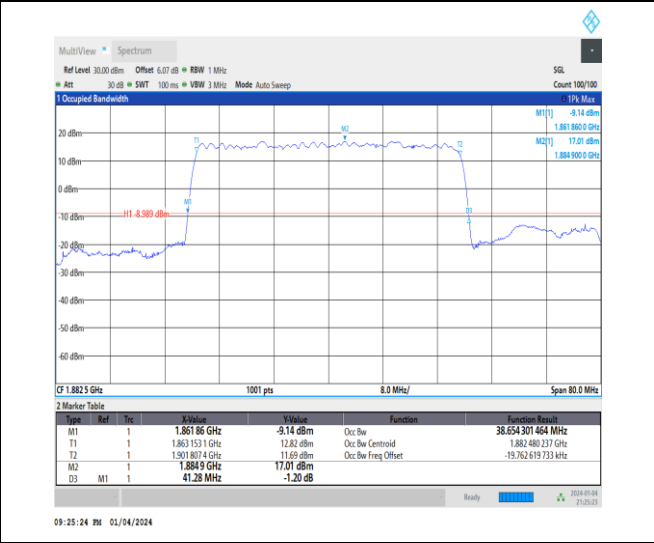 MultiView Spectrum
Ref Level 30.00 dBm Offset 6.07 dB RBW 1 MHz SGL
Att 30 dB SWT 100 ms VBW 3 MHz Mode Auto Sweep Count 100/100
1 Occupied Bandwidth 1Pk Max
M1[1] -9.14 dBm
1.861 860 0 GHz
M2[1] 17.01 dBm
1.884 900 0 GHz
M2
T1
T2
20 dBm
10 dBm
0 dBm
M1
D3
H1 -8.989 dBm
-10 dBm
-20 dBm
-30 dBm
-40 dBm
-50 dBm
-60 dBm
CF 1.882 5 GHz 1001 pts 8.0 MHz/ Span 80.0 MHz
2 Marker Table
Type Ref Trc X-Value Y-Value Function Function Result
M1 1 1.861 86 GHz -9.14 dBm Occ Bw 38.654 301 464 MHz
T1 1 1.863 153 1 GHz 12.82 dBm Occ Bw Centroid 1.882 480 237 GHz
T2 1 1.901 807 4 GHz 11.69 dBm Occ Bw Freq Offset -19.762 619 733 kHz
M2 1 1.884 9 GHz 17.01 dBm
D3 M1 1 41.28 MHz -1.20 dB
Ready 2024-01-04
21:25:23
09:25:24 PM 01/04/2024